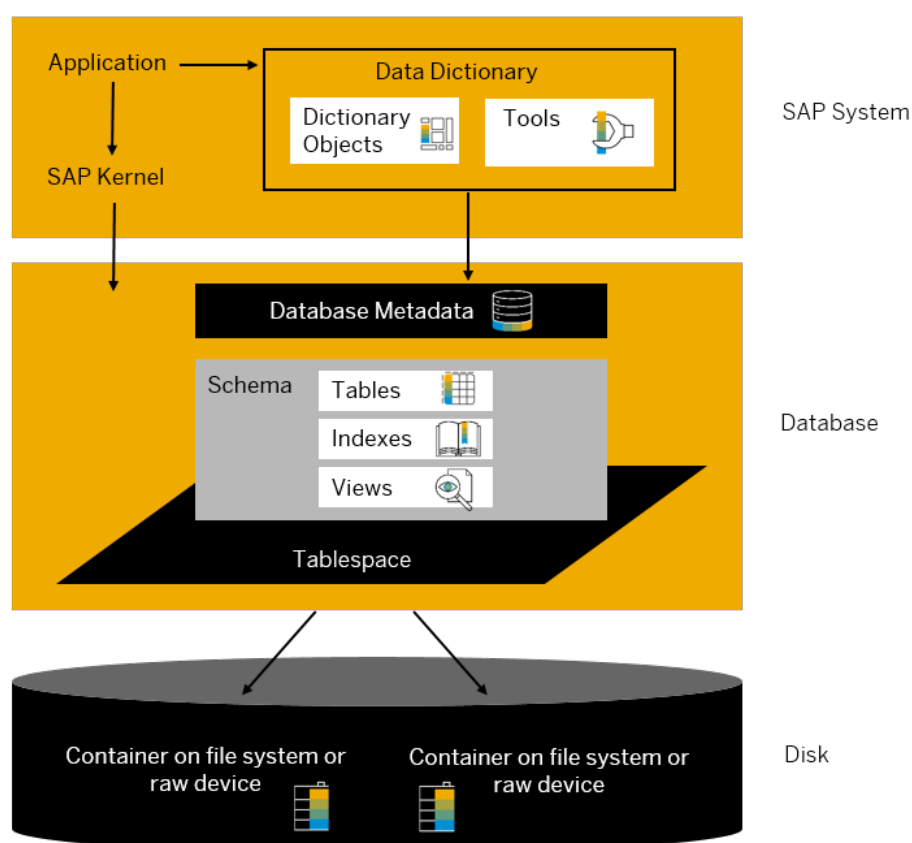 Application
Data Dictionary
Dictionary
Objects
Tools
SAP Kernel
SAP System
Database Metadata
Schema
Tables
Indexes
Views
Tablespace
Database
Container on file system or
raw device
Container on file system or
raw device
Disk